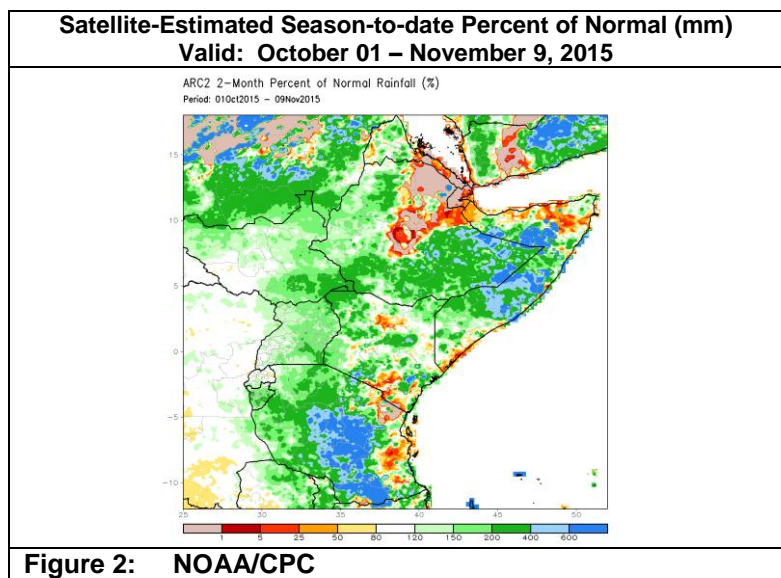 Satellite-Estimated Season-to-date Percent of Normal (mm)
Valid: October 01 – November 9, 2015
ARC2 2-Month Percent of Normal Rainfall (%)
Period: 01Oct2015 – 09Nov2015
15
10
5
0
-5
-10
25 30 35 40 45 50
1 5 25 50 80 120 150 200 400 600
Figure 2: NOAA/CPC